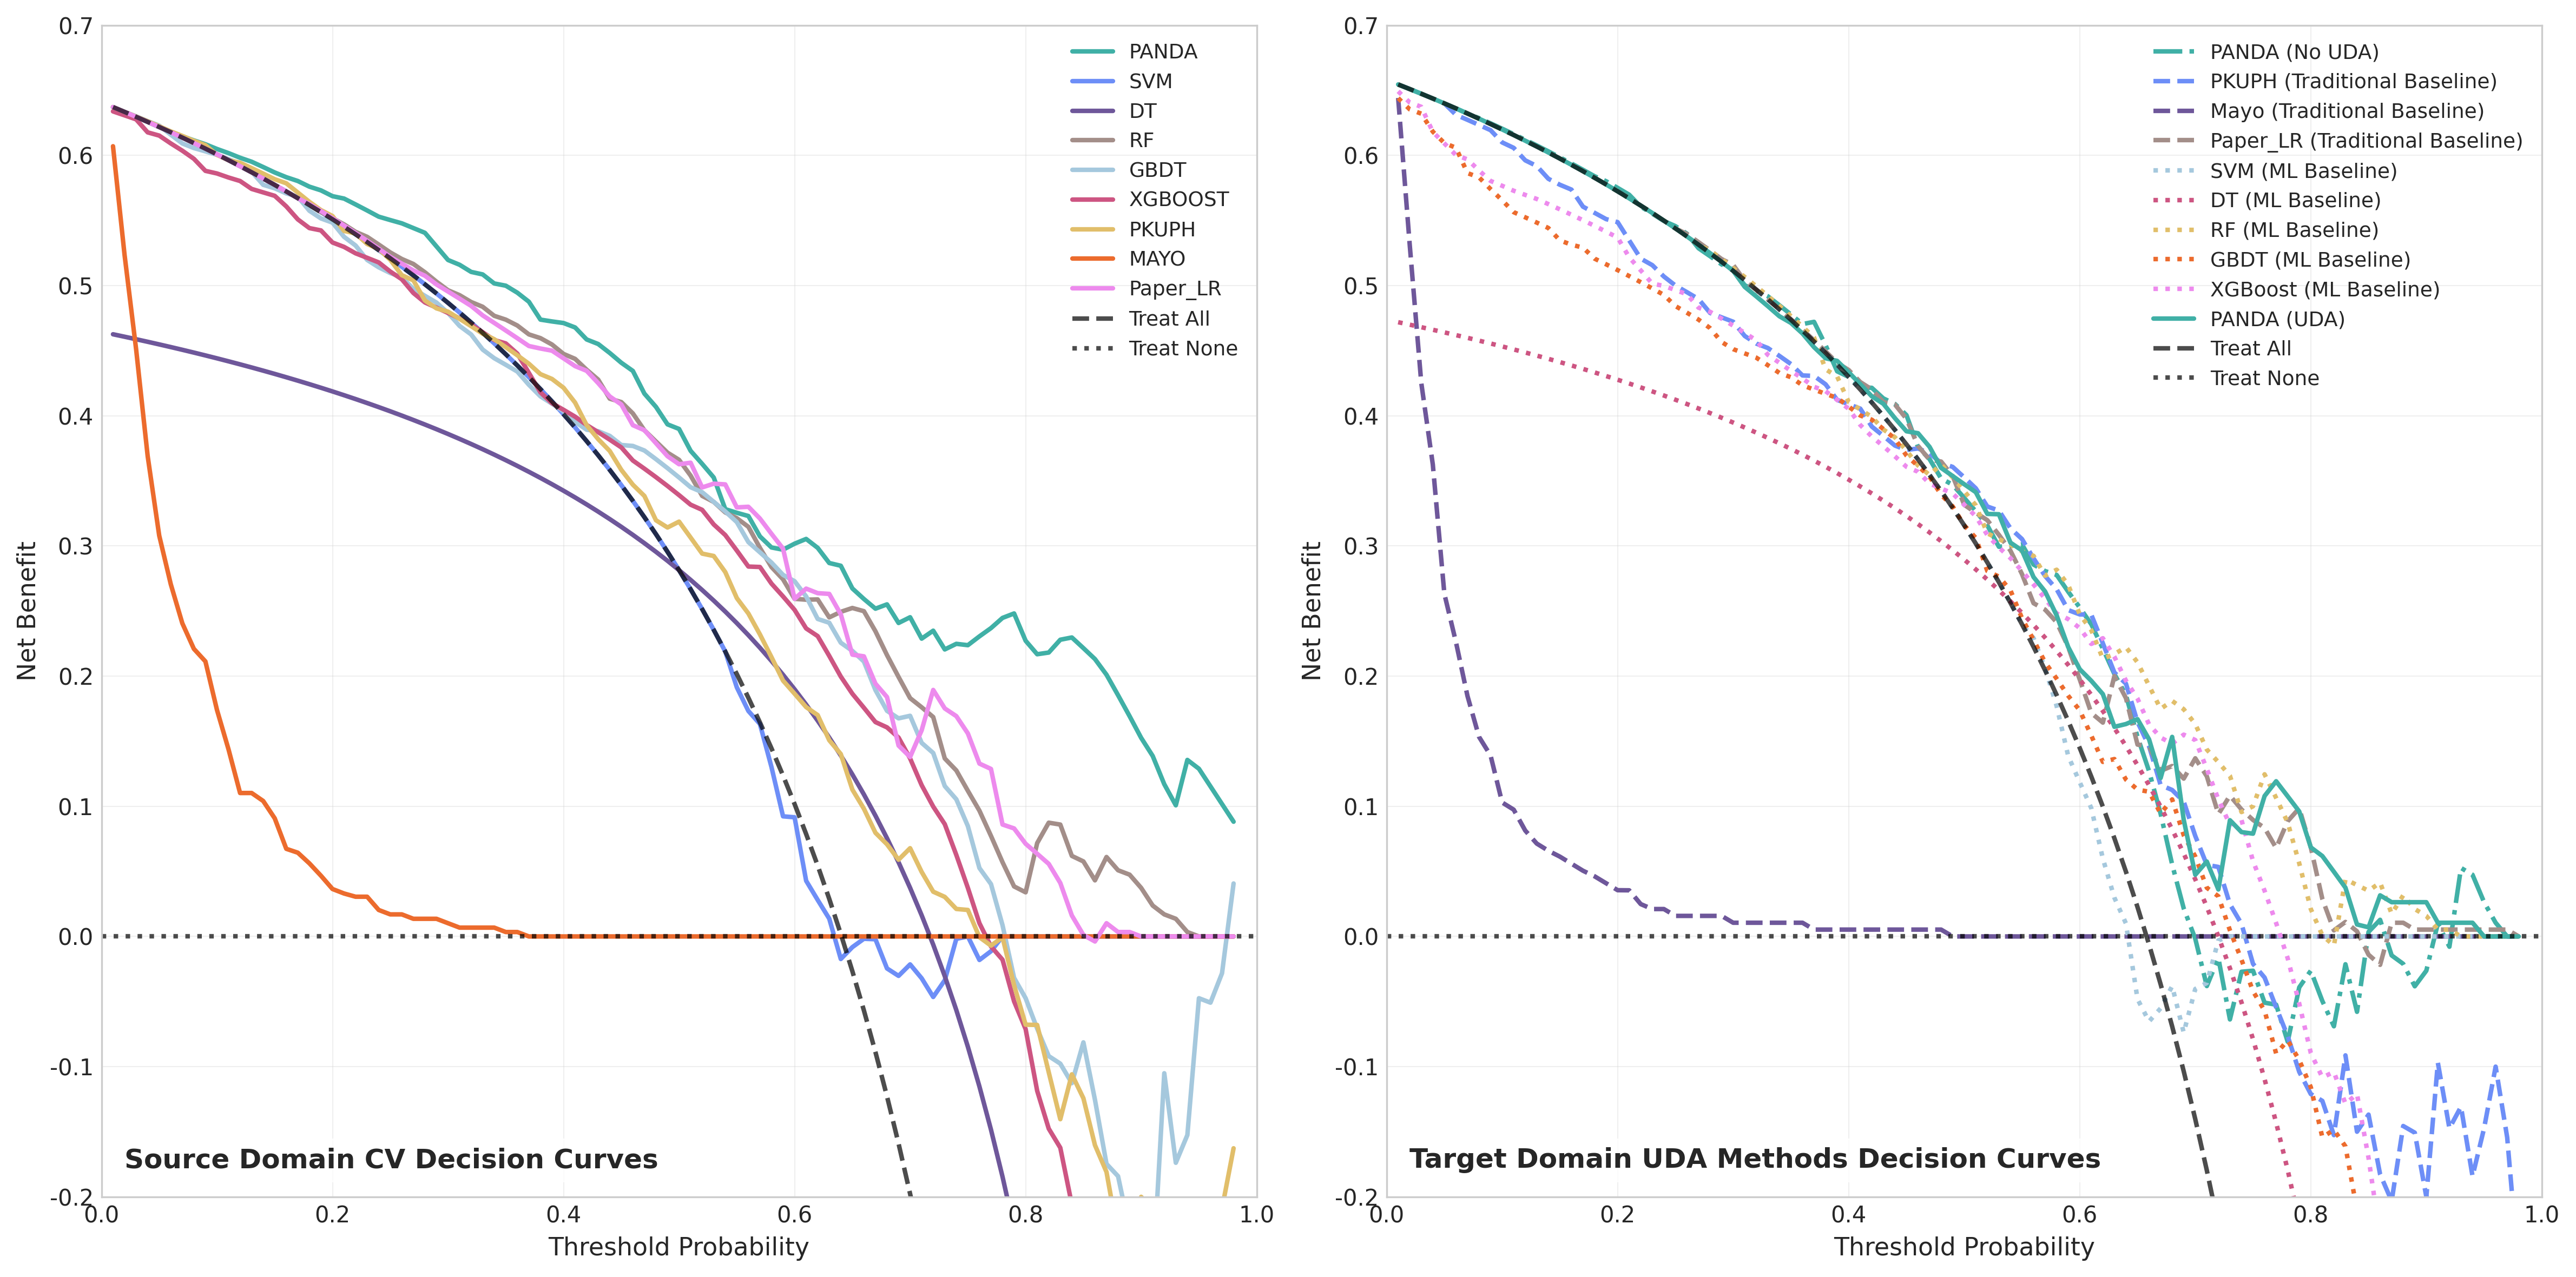 0.7
0.6
0.5
0.4
0.3
0.2
0.1
0.0
-0.1
-0.2
Net Benefit
PANDA
SVM
DT
RF
GBDT
XGBOOST
PKUPH
MAYO
Paper_LR
Treat All
Treat None
Source Domain CV Decision Curves
0.0 0.2 0.4 0.6 0.8 1.0
Threshold Probability
0.7
0.6
0.5
0.4
0.3
0.2
0.1
0.0
-0.1
-0.2
Net Benefit
PANDA (No UDA)
PKUPH (Traditional Baseline)
Mayo (Traditional Baseline)
Paper_LR (Traditional Baseline)
SVM (ML Baseline)
DT (ML Baseline)
RF (ML Baseline)
GBDT (ML Baseline)
XGBoost (ML Baseline)
PANDA (UDA)
Treat All
Treat None
Target Domain UDA Methods Decision Curves
0.0 0.2 0.4 0.6 0.8 1.0
Threshold Probability